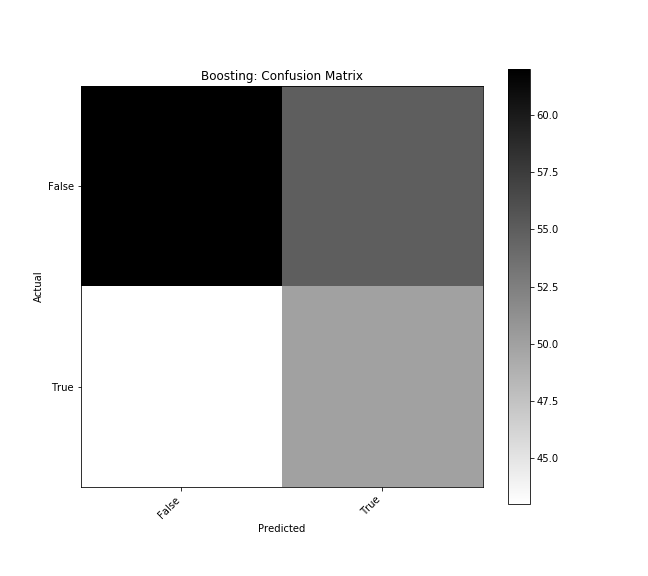 Boosting: Confusion Matrix
False
True
Actual
False
True
Predicted
60.0
57.5
55.0
52.5
50.0
47.5
45.0